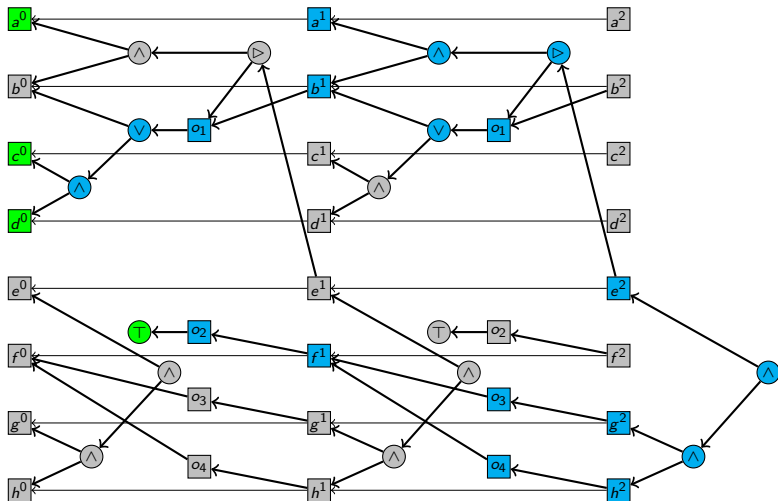 a⁰ a¹ a²
∧ ▷ ∧ ▷
b⁰ b¹ b²
∨ o₁ ∨ o₁
c⁰ c¹ c²
∧ ∧
d⁰ d¹ d²
e⁰ e¹ e²
⊤ o₂ ⊤ o₂
f⁰ f¹ f²
∧ ∧ ∧
o₃ o₃
g⁰ g¹ g²
∧ ∧ ∧
o₄ o₄
h⁰ h¹ h²